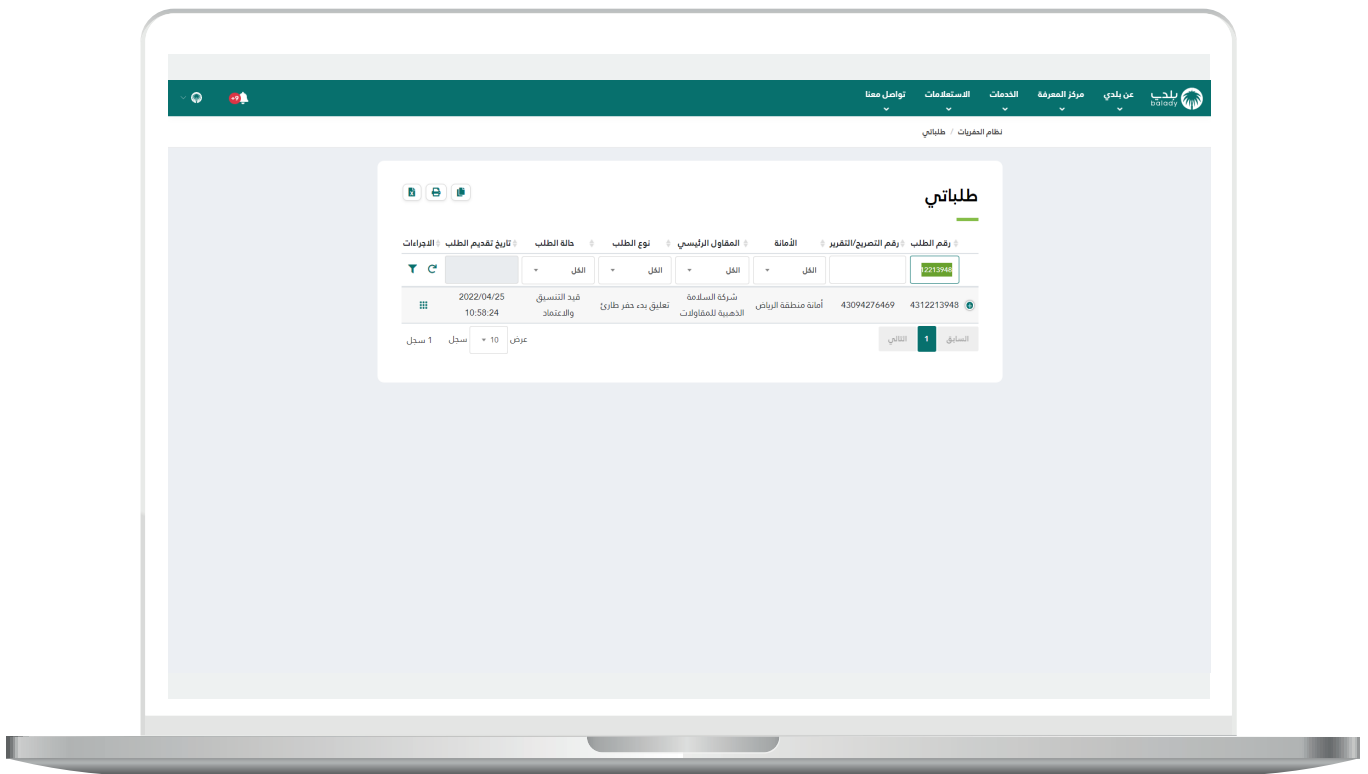 بلدي
balady
عن بلدي
مركز المعرفة
الخدمات
الاستعلامات
تواصل معنا
+9
نظام الحفريات / طلباتي
طلباتي
رقم الطلب رقم التصريح/التقرير الأمانة المقاول الرئيسي نوع الطلب حالة الطلب تاريخ تقديم الطلب الاجراءات
12213948 الكل الكل الكل الكل
4312213948 43094276469 أمانة منطقة الرياض شركة السلامة الذهبية للمقاولات تعليق بدء حفر طارئ قيد التنسيق والاعتماد 2022/04/25 10:58:24
السابق 1 التالي
عرض 10 سجل 1 سجل